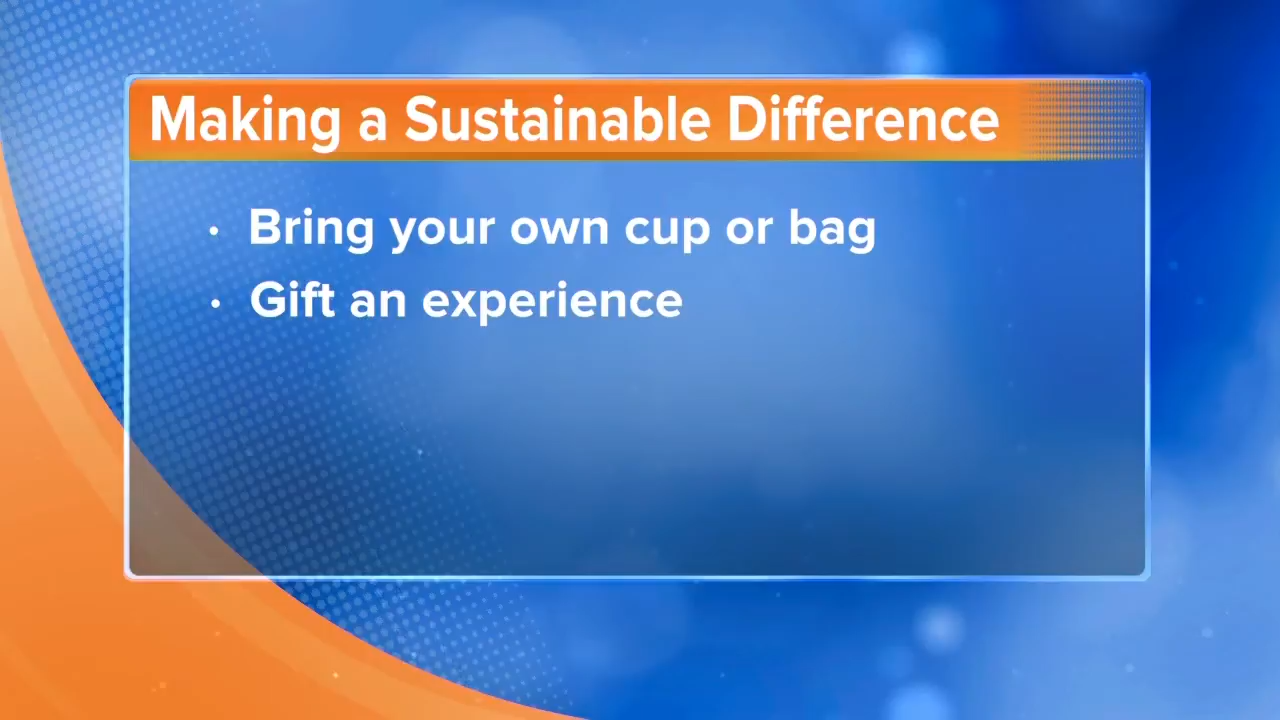 Making a Sustainable Difference
· Bring your own cup or bag
· Gift an experience